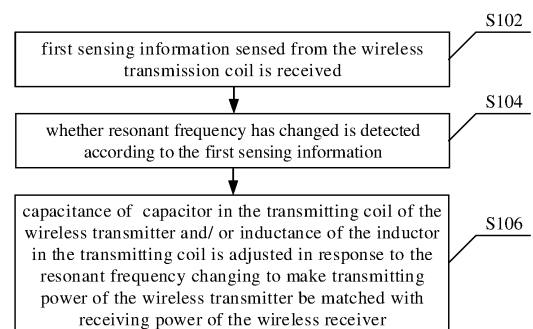 S102
first sensing information sensed from the wireless
transmission coil is received
S104
whether resonant frequency has changed is detected
according to the first sensing information
S106
capacitance of capacitor in the transmitting coil of the
wireless transmitter and/ or inductance of the inductor
in the transmitting coil is adjusted in response to the
resonant frequency changing to make transmitting
power of the wireless transmitter be matched with
receiving power of the wireless receiver